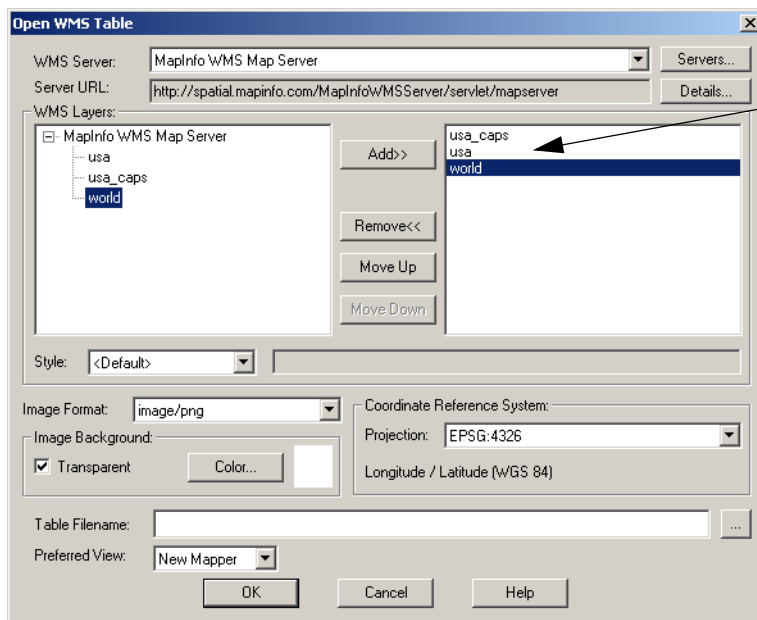 Open WMS Table
WMS Server: MapInfo WMS Map Server Servers...
Server URL: http://spatial.mapinfo.com/MapInfoWMSServer/servlet/mapserver Details...
WMS Layers:
MapInfo WMS Map Server
usa
usa_caps
world
Add>>
Remove<<
Move Up
Move Down
usa_caps
usa
world
Style: <Default>
Image Format: image/png
Image Background:
Transparent Color...
Coordinate Reference System:
Projection: EPSG:4326
Longitude / Latitude (WGS 84)
Table Filename: ...
Preferred View: New Mapper
OK Cancel Help